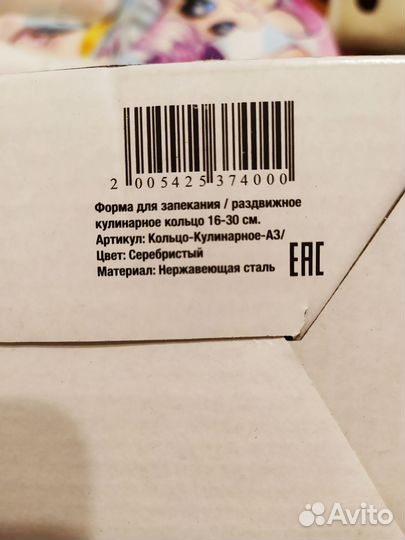 2 005425 374000
Форма для запекания / раздвижное
кулинарное кольцо 16-30 см.
Артикул: Кольцо-Кулинарное-А3/
Цвет: Серебристый
Материал: Нержавеющая сталь
EAC
Avito